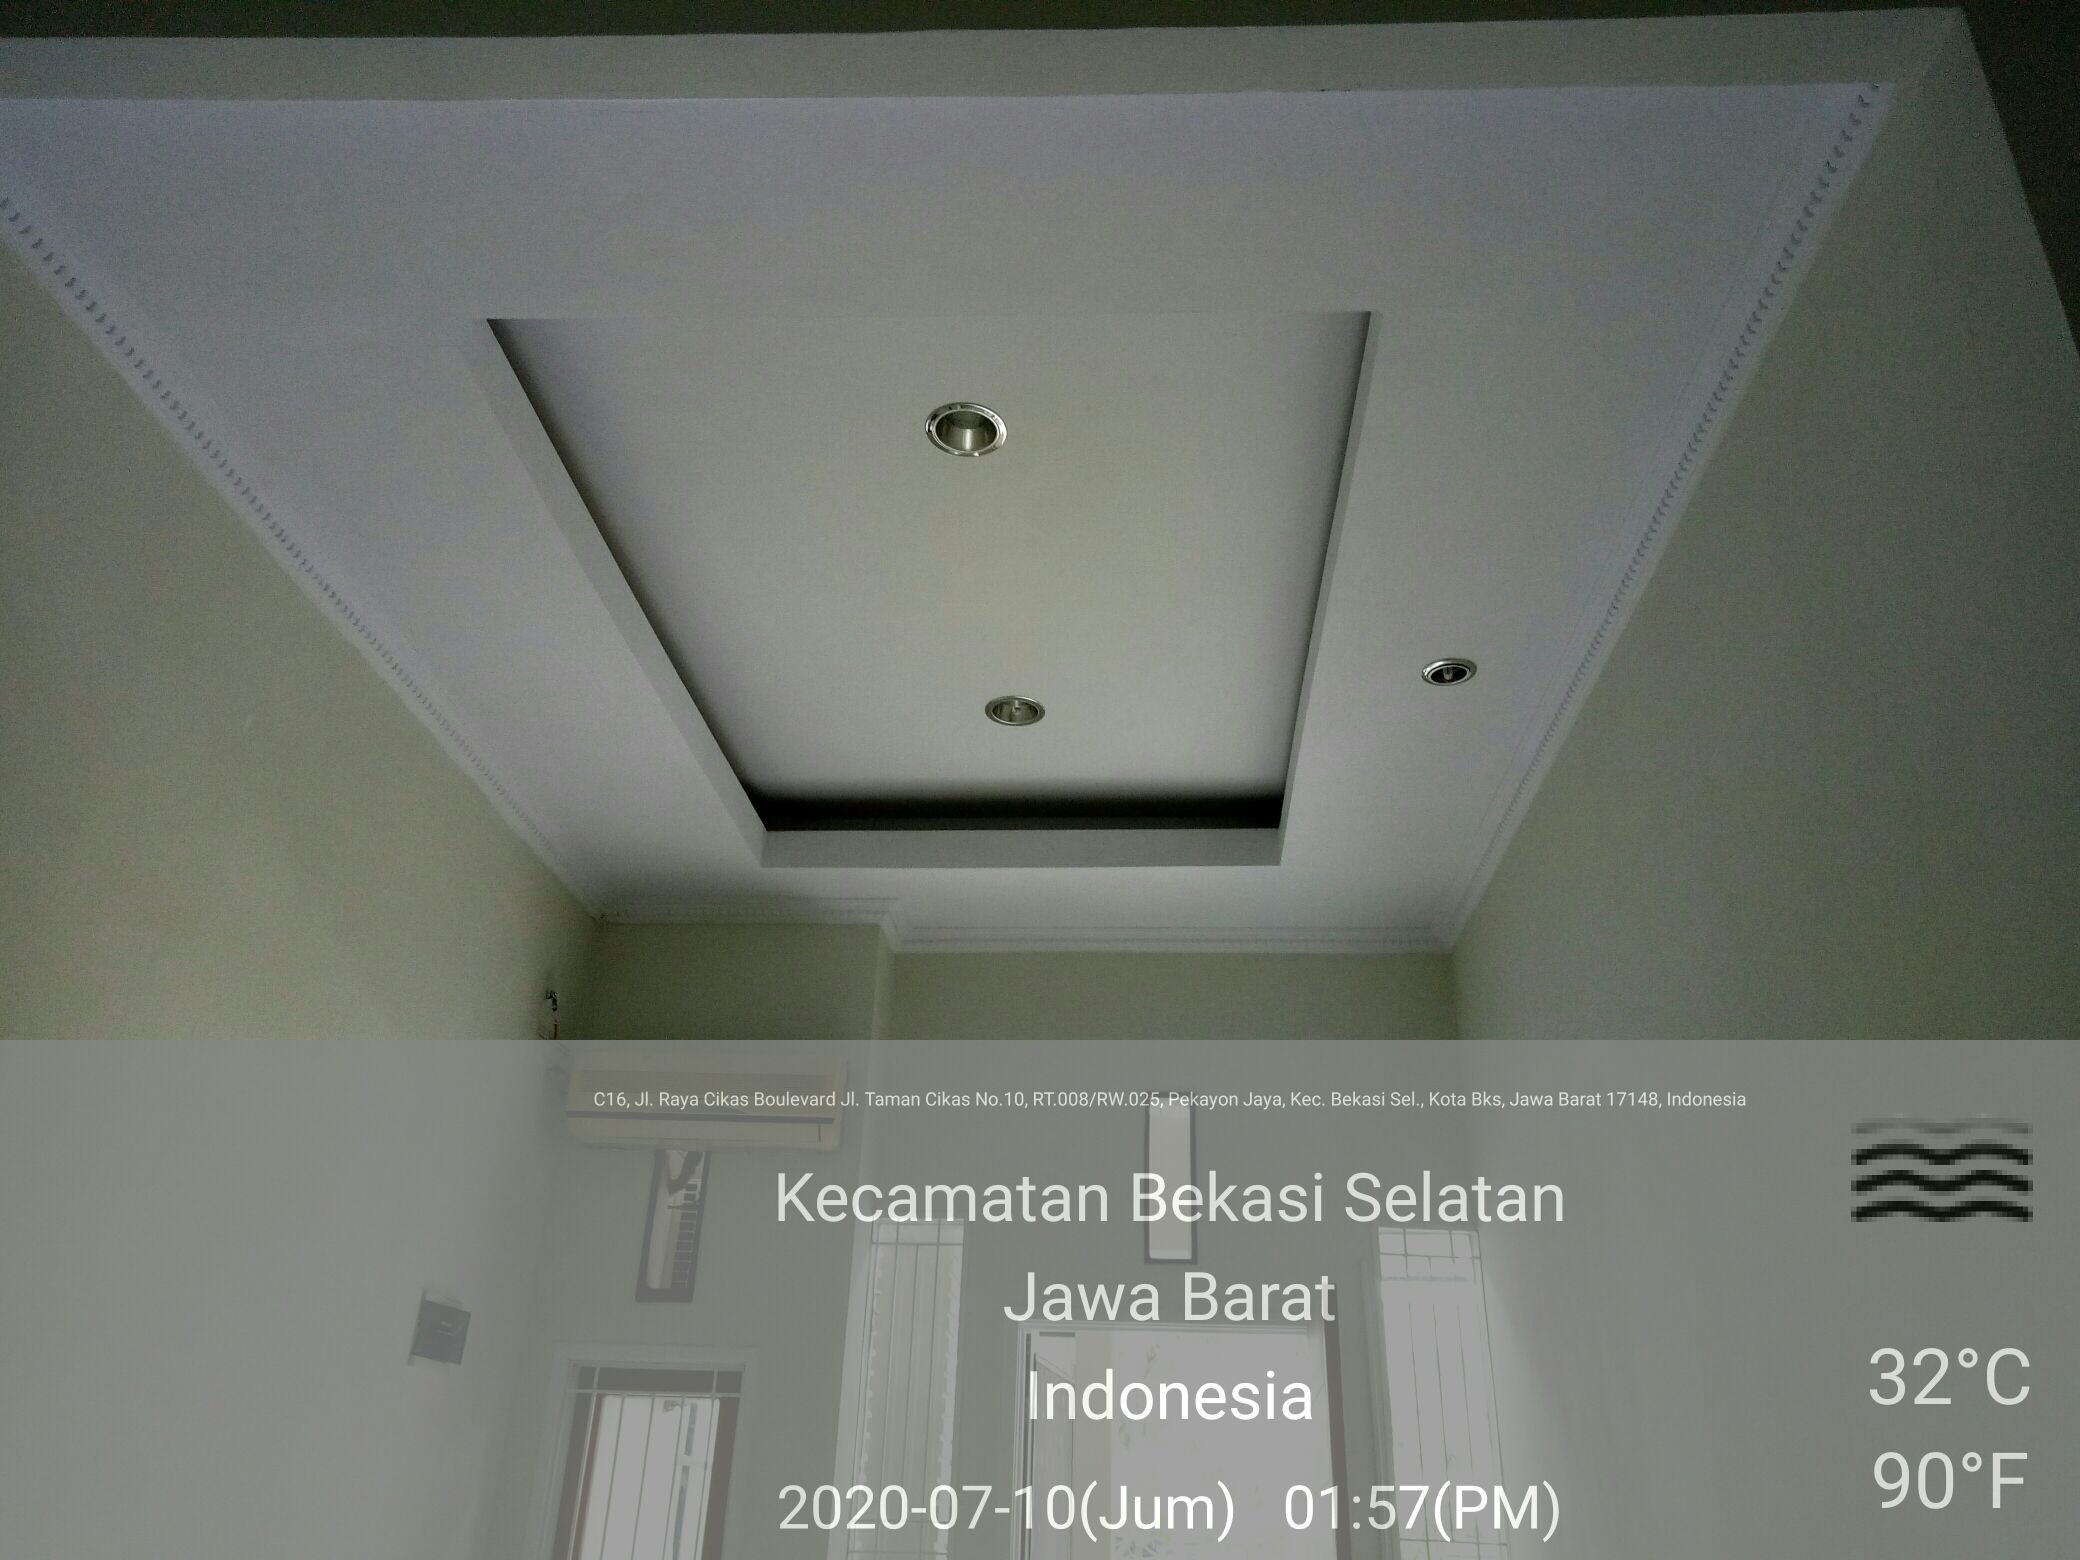 C16, Jl. Raya Cikas Boulevard Jl. Taman Cikas No.10, RT.008/RW.025, Pekayon Jaya, Kec. Bekasi Sel., Kota Bks, Jawa Barat 17148, Indonesia
Kecamatan Bekasi Selatan
Jawa Barat
Indonesia
2020-07-10(Jum) 01:57(PM)
32°C
90°F